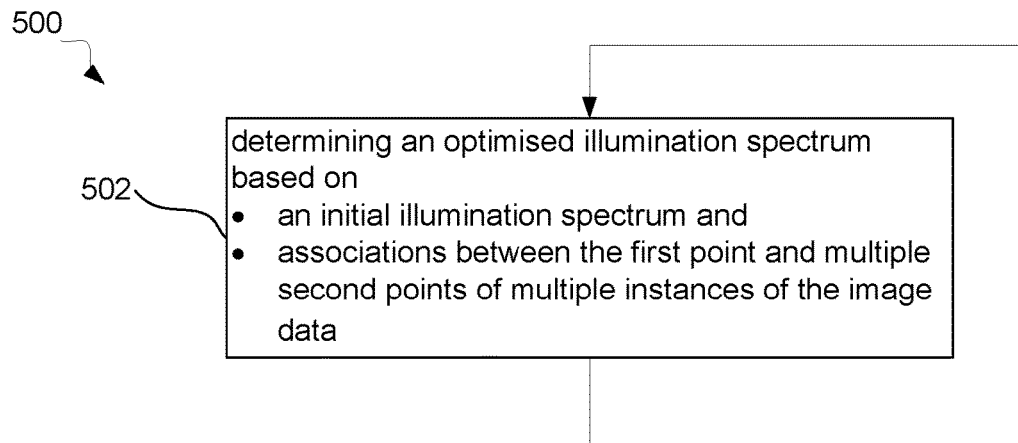 500
determining an optimised illumination spectrum
based on
502
• an initial illumination spectrum and
• associations between the first point and multiple
second points of multiple instances of the image
data